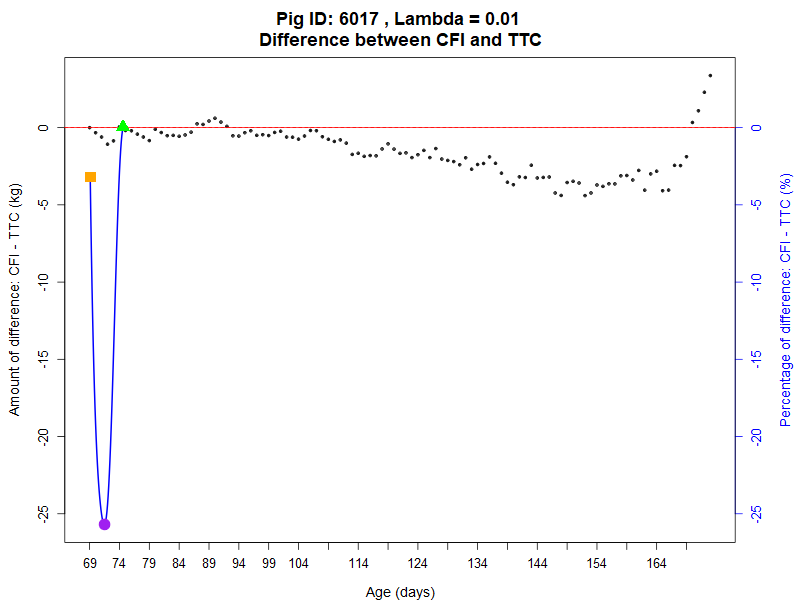 Pig ID: 6017 , Lambda = 0.01
Difference between CFI and TTC
Amount of difference: CFI - TTC (kg)
0
-5
-10
-15
-20
-25
0
-5
-10
-15
-20
-25
Percentage of difference: CFI - TTC (%)
69 74 79 84 89 94 99 104 114 124 134 144 154 164
Age (days)